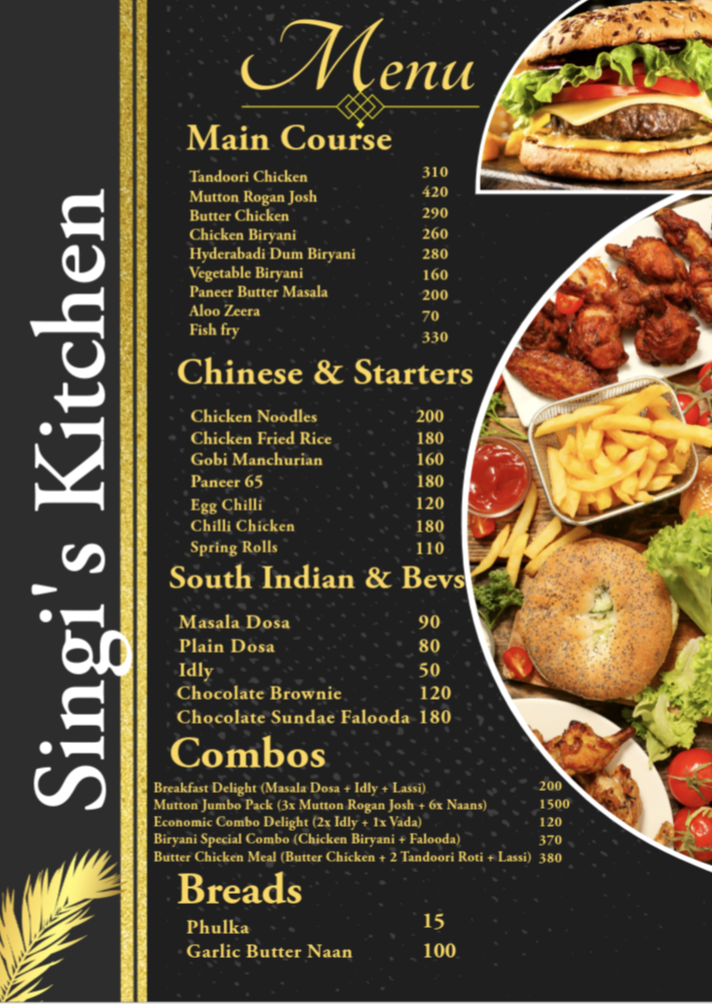 Singi's Kitchen
Menu
Main Course
Tandoori Chicken 310
Mutton Rogan Josh 420
Butter Chicken 290
Chicken Biryani 260
Hyderabadi Dum Biryani 280
Vegetable Biryani 160
Paneer Butter Masala 200
Aloo Zeera 70
Fish fry 330
Chinese & Starters
Chicken Noodles 200
Chicken Fried Rice 180
Gobi Manchurian 160
Paneer 65 180
Egg Chilli 120
Chilli Chicken 180
Spring Rolls 110
South Indian & Bevs
Masala Dosa 90
Plain Dosa 80
Idly 50
Chocolate Brownie 120
Chocolate Sundae Falooda 180
Combos
Breakfast Delight (Masala Dosa + Idly + Lassi) 200
Mutton Jumbo Pack (3x Mutton Rogan Josh + 6x Naans) 1500
Economic Combo Delight (2x Idly + 1x Vada) 120
Biryani Special Combo (Chicken Biryani + Falooda) 370
Butter Chicken Meal (Butter Chicken + 2 Tandoori Roti + Lassi) 380
Breads
Phulka 15
Garlic Butter Naan 100